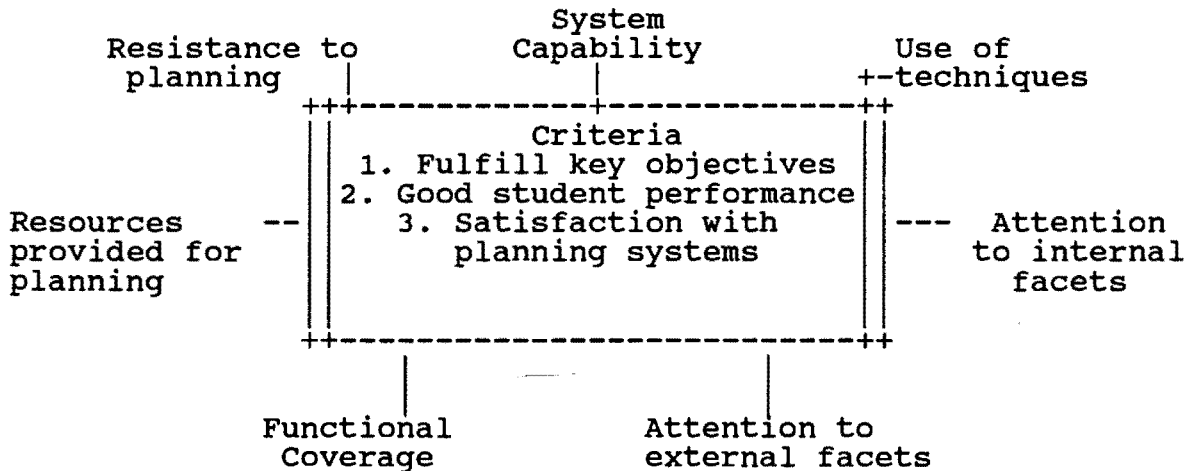 System
Resistance to Capability Use of
planning +-techniques
Criteria
1. Fulfill key objectives
2. Good student performance
Resources -- 3. Satisfaction with --- Attention
provided for planning systems to internal
planning facets
Functional Attention to
Coverage external facets